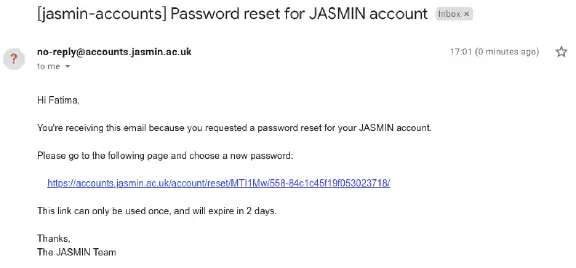 [jasmin-accounts] Password reset for JASMIN account Inbox ×
no-reply@accounts.jasmin.ac.uk 17:01 (0 minutes ago)
to me
Hi Fatima,
You're receiving this email because you requested a password reset for your JASMIN account.
Please go to the following page and choose a new password:
https://accounts.jasmin.ac.uk/account/reset/MTI1Mw/558-84c1c45f19f053023718/
This link can only be used once, and will expire in 2 days.
Thanks,
The JASMIN Team